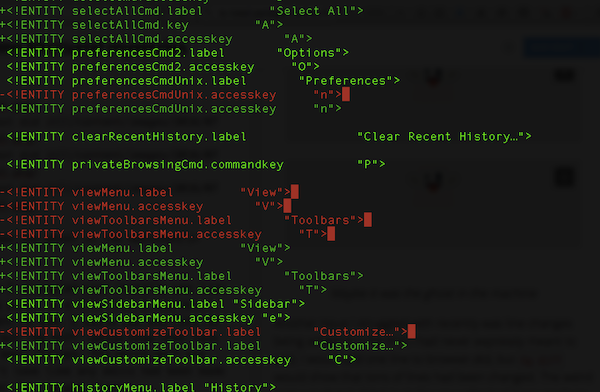 +<!ENTITY selectAllCmd.label "Select All">
+<!ENTITY selectAllCmd.key "A">
+<!ENTITY selectAllCmd.accesskey "A">
<!ENTITY preferencesCmd2.label "Options">
<!ENTITY preferencesCmd2.accesskey "O">
<!ENTITY preferencesCmdUnix.label "Preferences">
-<!ENTITY preferencesCmdUnix.accesskey "n">
+<!ENTITY preferencesCmdUnix.accesskey "n">
<!ENTITY clearRecentHistory.label "Clear Recent History…">
<!ENTITY privateBrowsingCmd.commandkey "P">
-<!ENTITY viewMenu.label "View">
-<!ENTITY viewMenu.accesskey "V">
-<!ENTITY viewToolbarsMenu.label "Toolbars">
-<!ENTITY viewToolbarsMenu.accesskey "T">
+<!ENTITY viewMenu.label "View">
+<!ENTITY viewMenu.accesskey "V">
+<!ENTITY viewToolbarsMenu.label "Toolbars">
+<!ENTITY viewToolbarsMenu.accesskey "T">
<!ENTITY viewSidebarMenu.label "Sidebar">
<!ENTITY viewSidebarMenu.accesskey "e">
-<!ENTITY viewCustomizeToolbar.label "Customize…">
+<!ENTITY viewCustomizeToolbar.label "Customize…">
<!ENTITY viewCustomizeToolbar.accesskey "C">
<!ENTITY historyMenu.label "History">